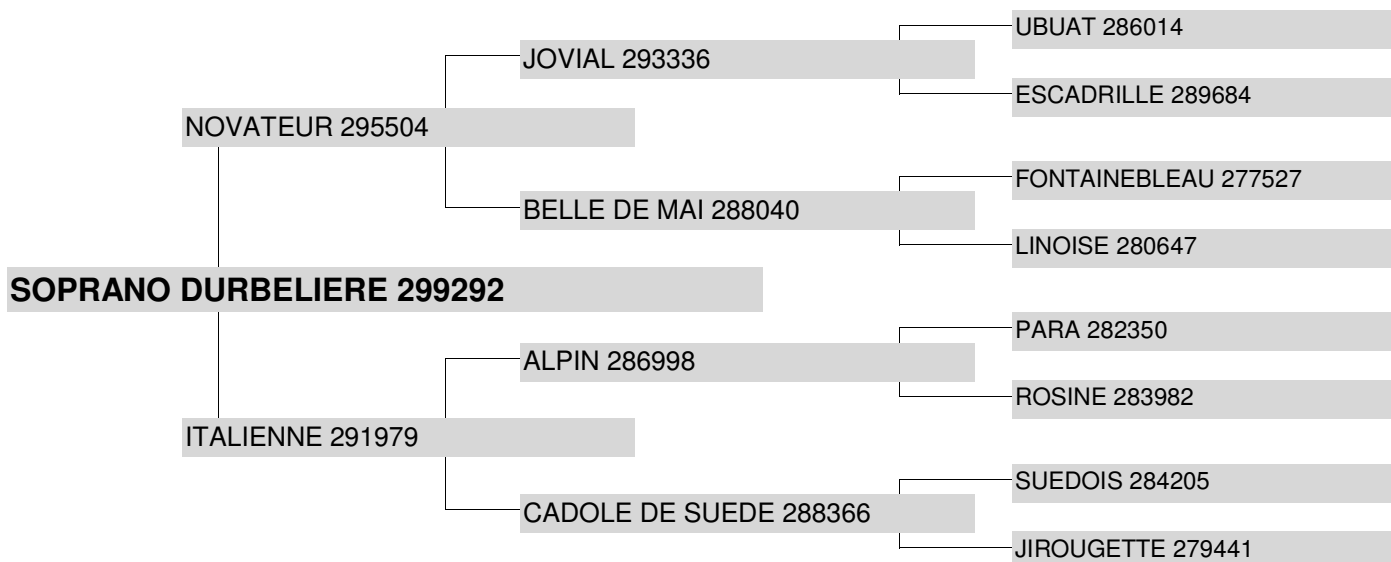 UBUAT 286014
JOVIAL 293336
ESCADRILLE 289684
NOVATEUR 295504
FONTAINEBLEAU 277527
BELLE DE MAI 288040
LINOISE 280647
SOPRANO DURBELIERE 299292
PARA 282350
ALPIN 286998
ROSINE 283982
ITALIENNE 291979
SUEDOIS 284205
CADOLE DE SUEDE 288366
JIROUGETTE 279441